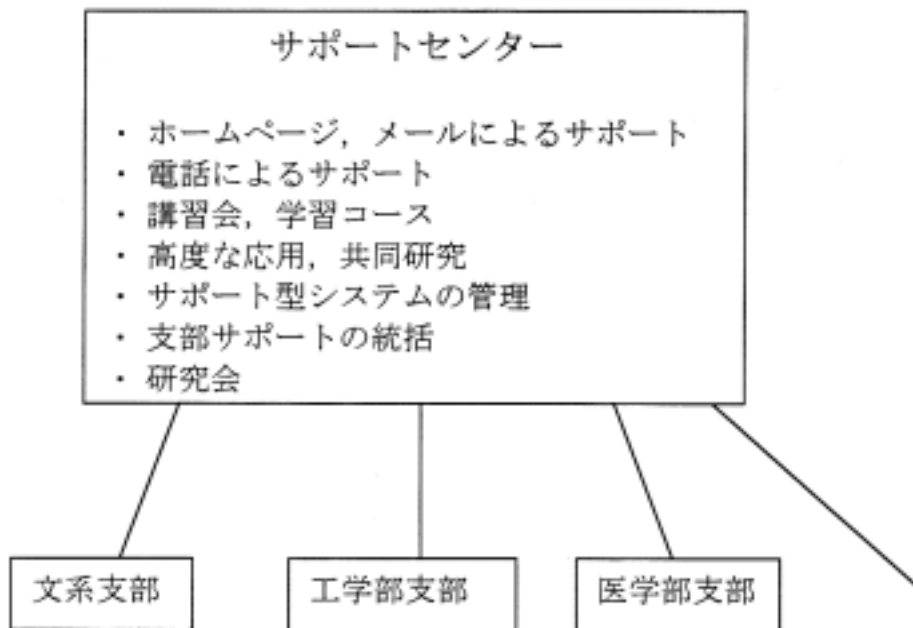 サポートセンター
・ ホームページ，メールによるサポート
・ 電話によるサポート
・ 講習会，学習コース
・ 高度な応用，共同研究
・ サポート型システムの管理
・ 支部サポートの統括
・ 研究会
文系支部
工学部支部
医学部支部